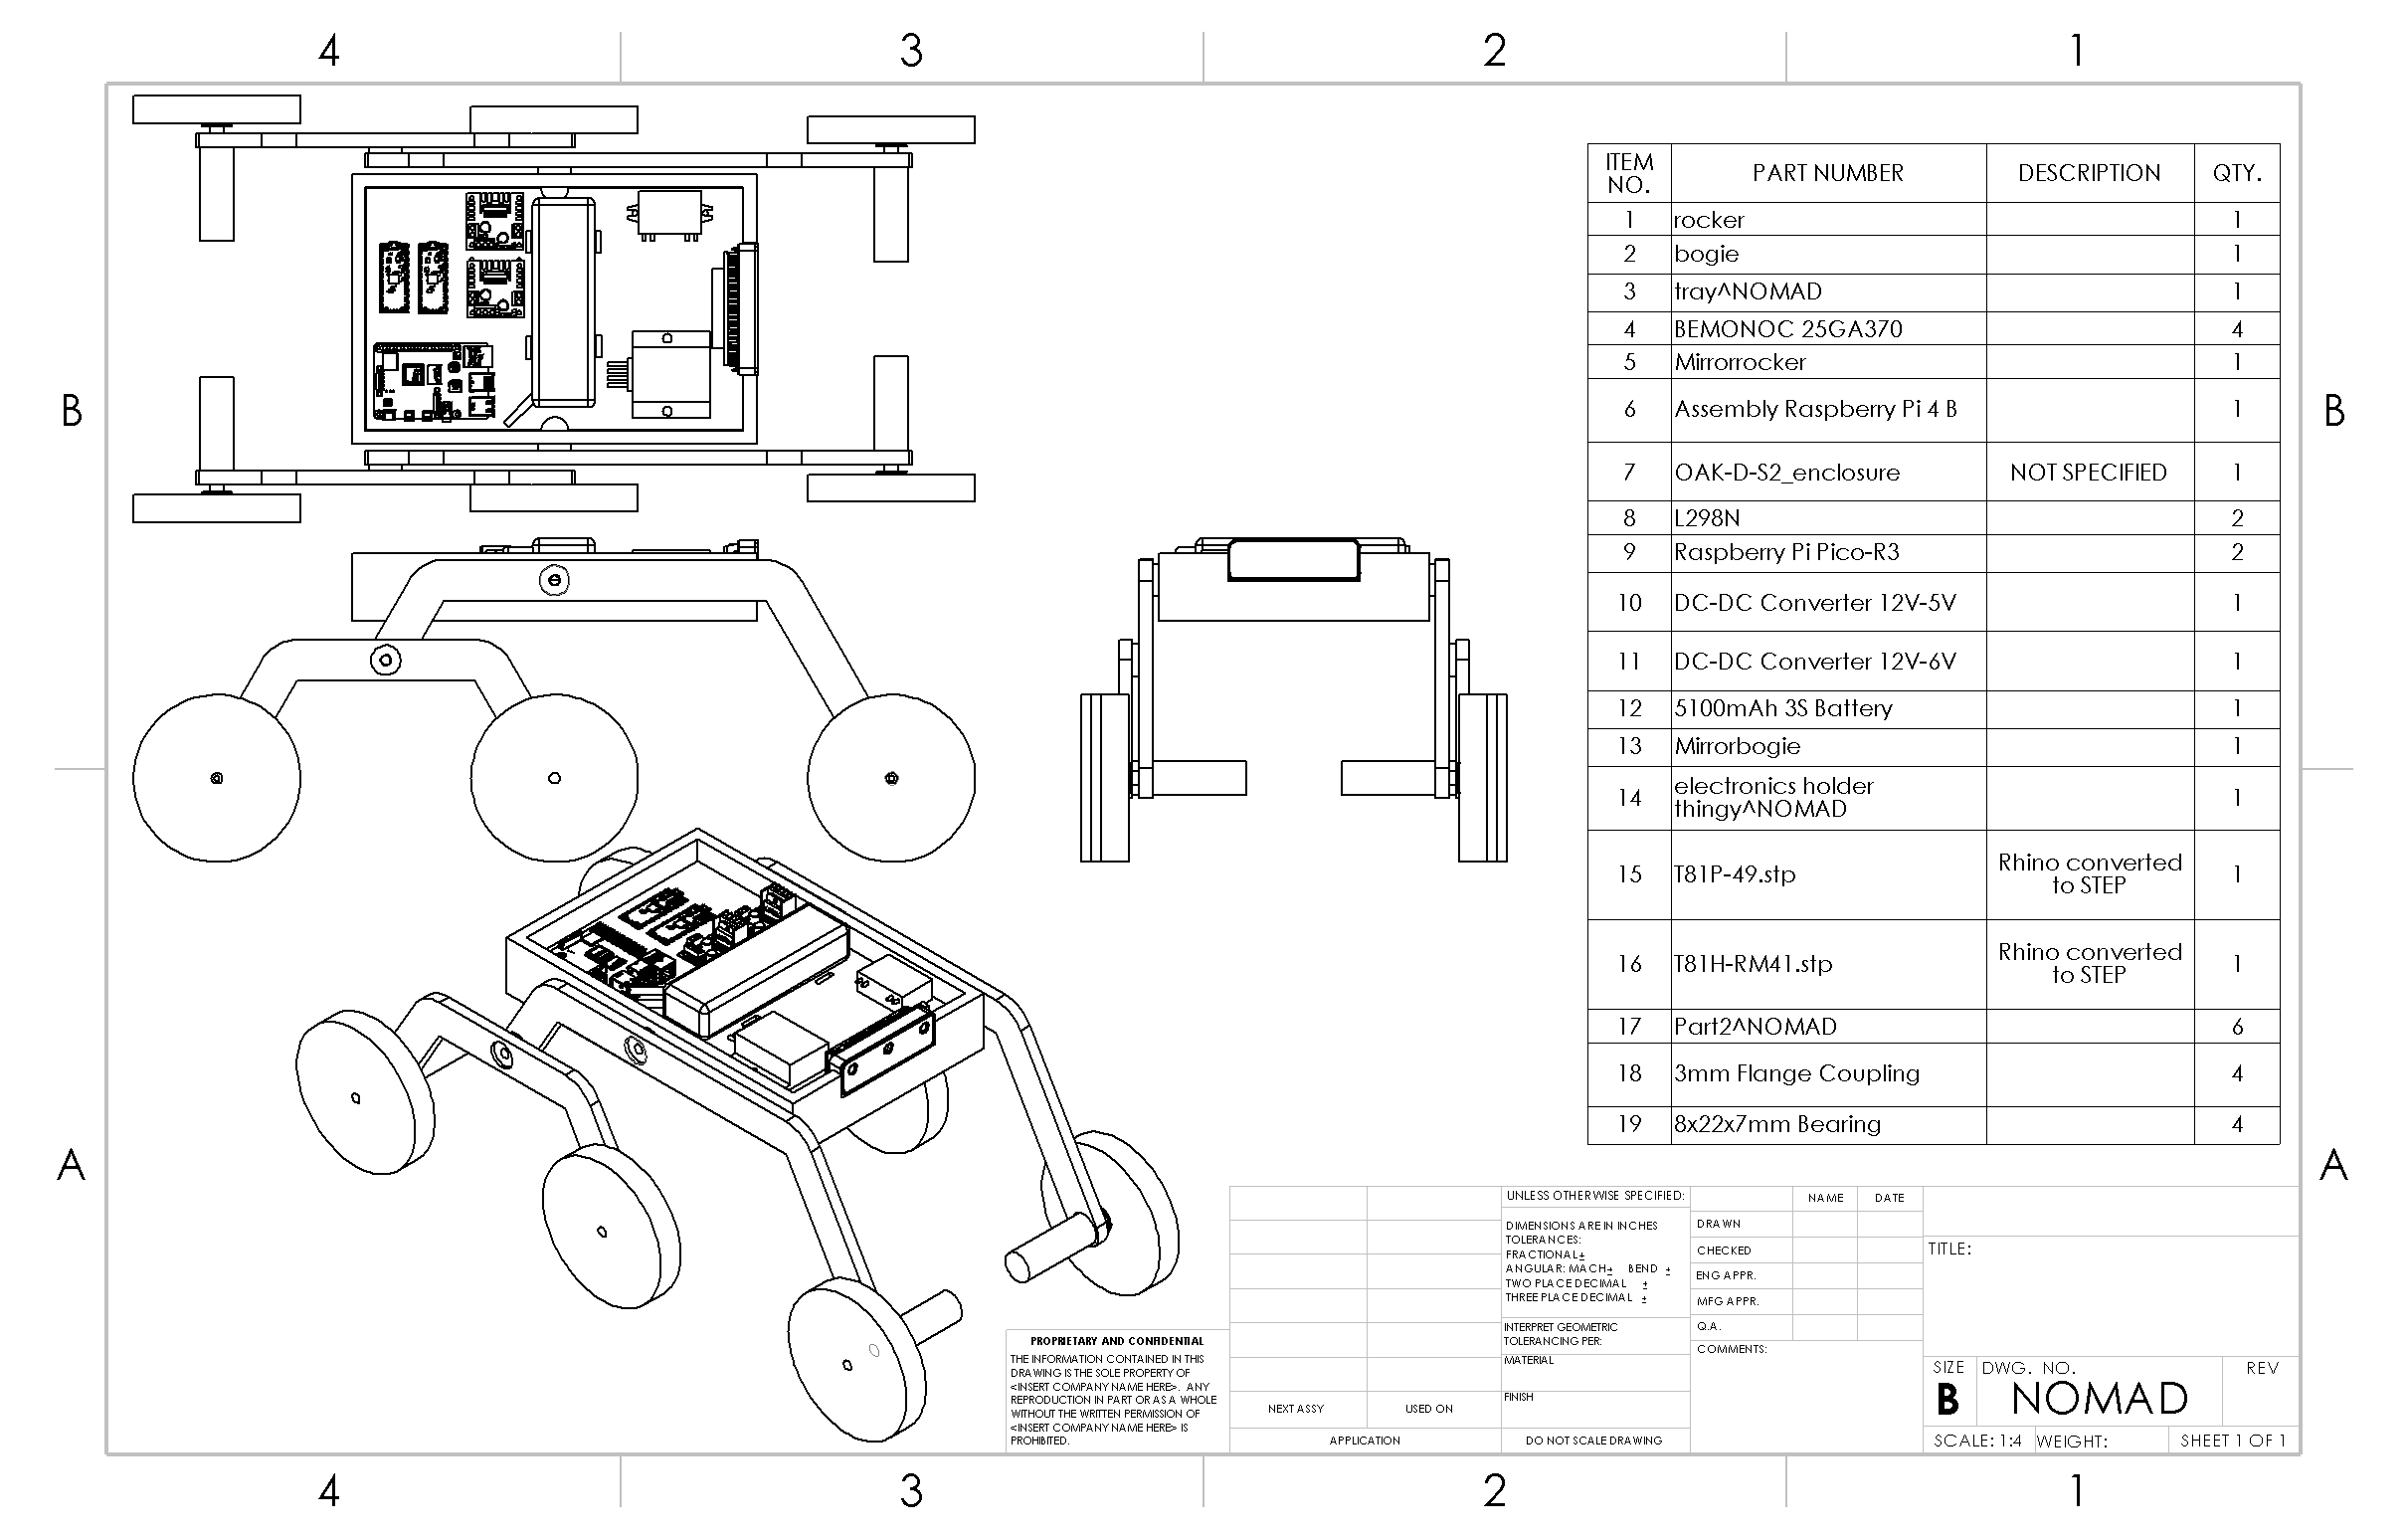 4 3 2 1
B B
A A
4 3 2 1
ITEM NO. PART NUMBER DESCRIPTION QTY.
1 rocker 1
2 bogie 1
3 tray^NOMAD 1
4 BEMONOC 25GA370 4
5 Mirrorrocker 1
6 Assembly Raspberry Pi 4 B 1
7 OAK-D-S2_enclosure NOT SPECIFIED 1
8 L298N 2
9 Raspberry Pi Pico-R3 2
10 DC-DC Converter 12V-5V 1
11 DC-DC Converter 12V-6V 1
12 5100mAh 3S Battery 1
13 Mirrorbogie 1
14 electronics holder thingy^NOMAD 1
15 T81P-49.stp Rhino converted to STEP 1
16 T81H-RM41.stp Rhino converted to STEP 1
17 Part2^NOMAD 6
18 3mm Flange Coupling 4
19 8x22x7mm Bearing 4
PROPRIETARY AND CONFIDENTIAL
THE INFORMATION CONTAINED IN THIS
DRAWING IS THE SOLE PROPERTY OF
<INSERT COMPANY NAME HERE>. ANY
REPRODUCTION IN PART OR AS A WHOLE
WITHOUT THE WRITTEN PERMISSION OF
<INSERT COMPANY NAME HERE> IS
PROHIBITED.
NEXT ASSY USED ON
APPLICATION
UNLESS OTHERWISE SPECIFIED:
DIMENSIONS ARE IN INCHES
TOLERANCES:
FRACTIONAL±
ANGULAR: MACH± BEND ±
TWO PLACE DECIMAL ±
THREE PLACE DECIMAL ±
INTERPRET GEOMETRIC
TOLERANCING PER:
MATERIAL
FINISH
DO NOT SCALE DRAWING
NAME DATE
DRAWN
CHECKED
ENG APPR.
MFG APPR.
Q.A.
COMMENTS:
TITLE:
SIZE DWG. NO. REV
B NOMAD
SCALE: 1:4 WEIGHT: SHEET 1 OF 1